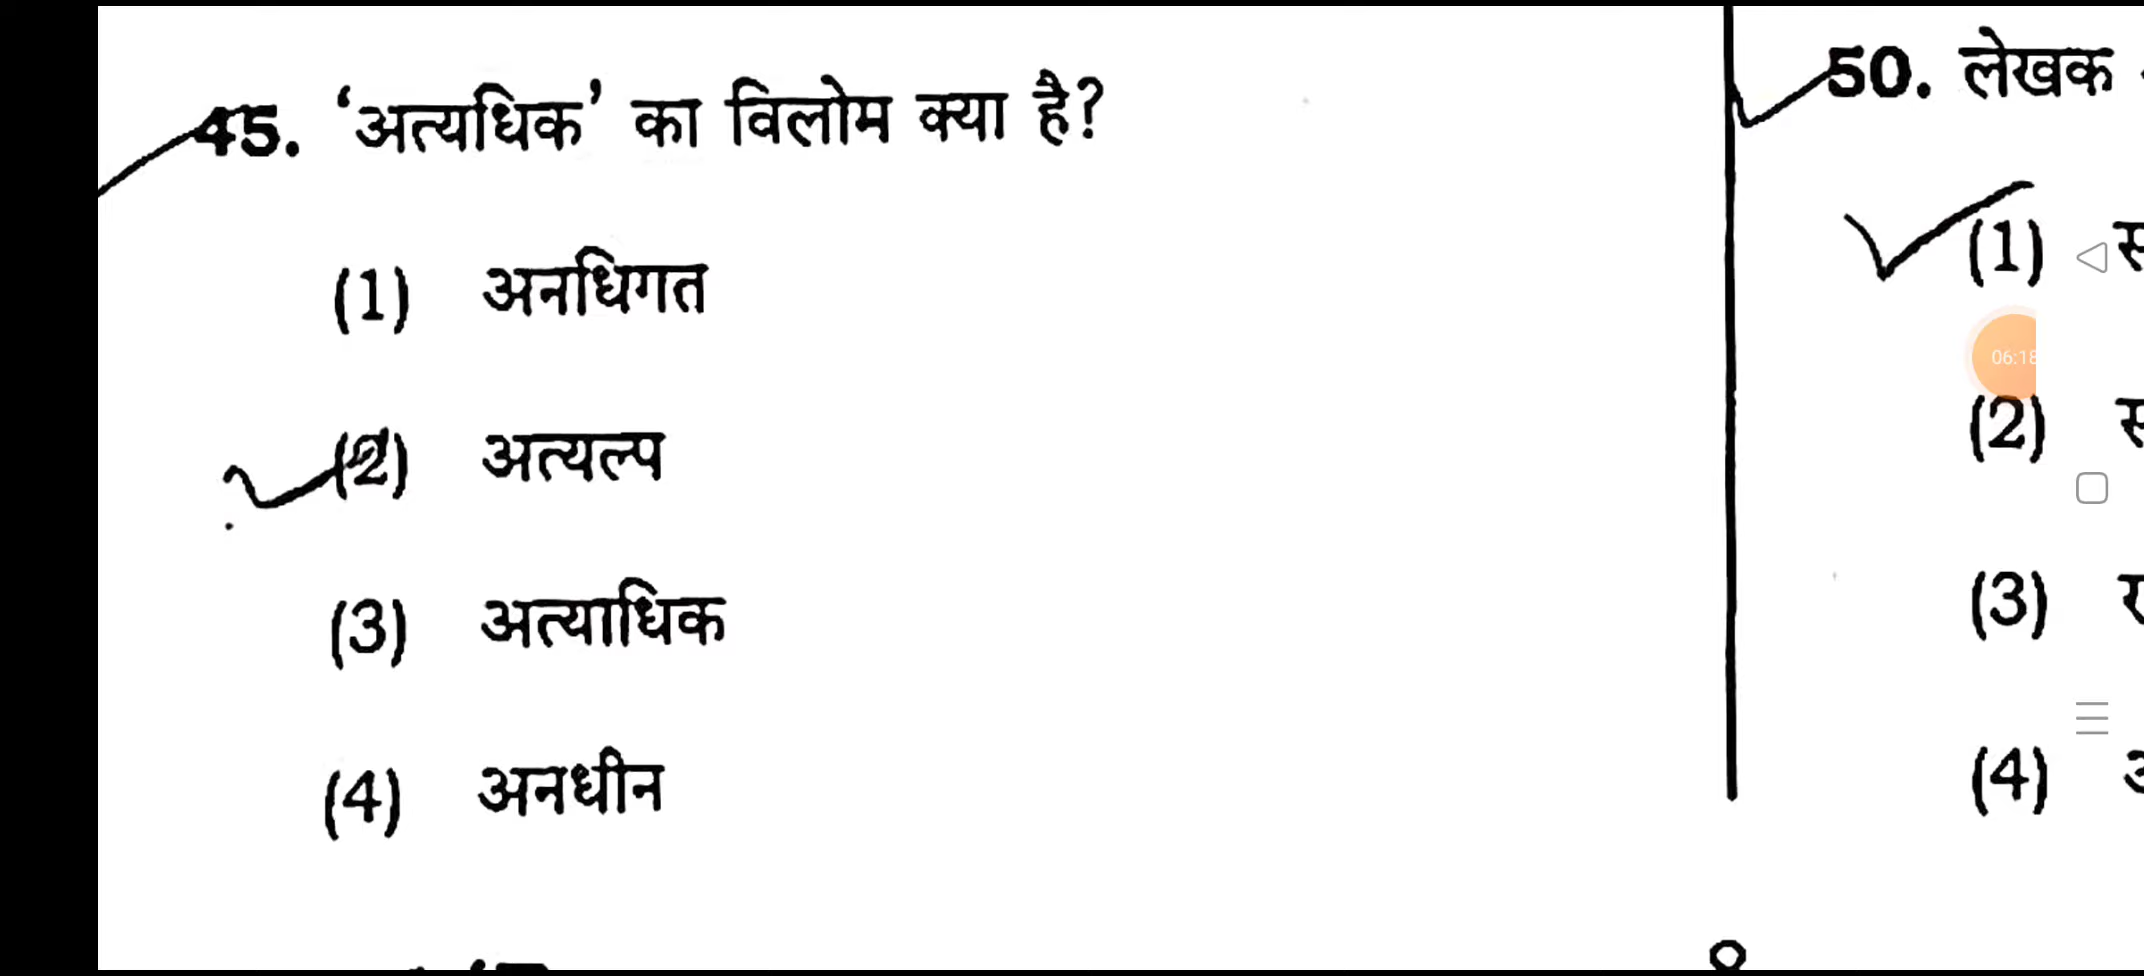 45. ‘अत्यधिक’ का विलोम क्या है?
(1) अनधिगत
(2) अत्यल्प
(3) अत्याधिक
(4) अनधीन
50. लेखक
(1)
06:18
(2)
(3)
(4)